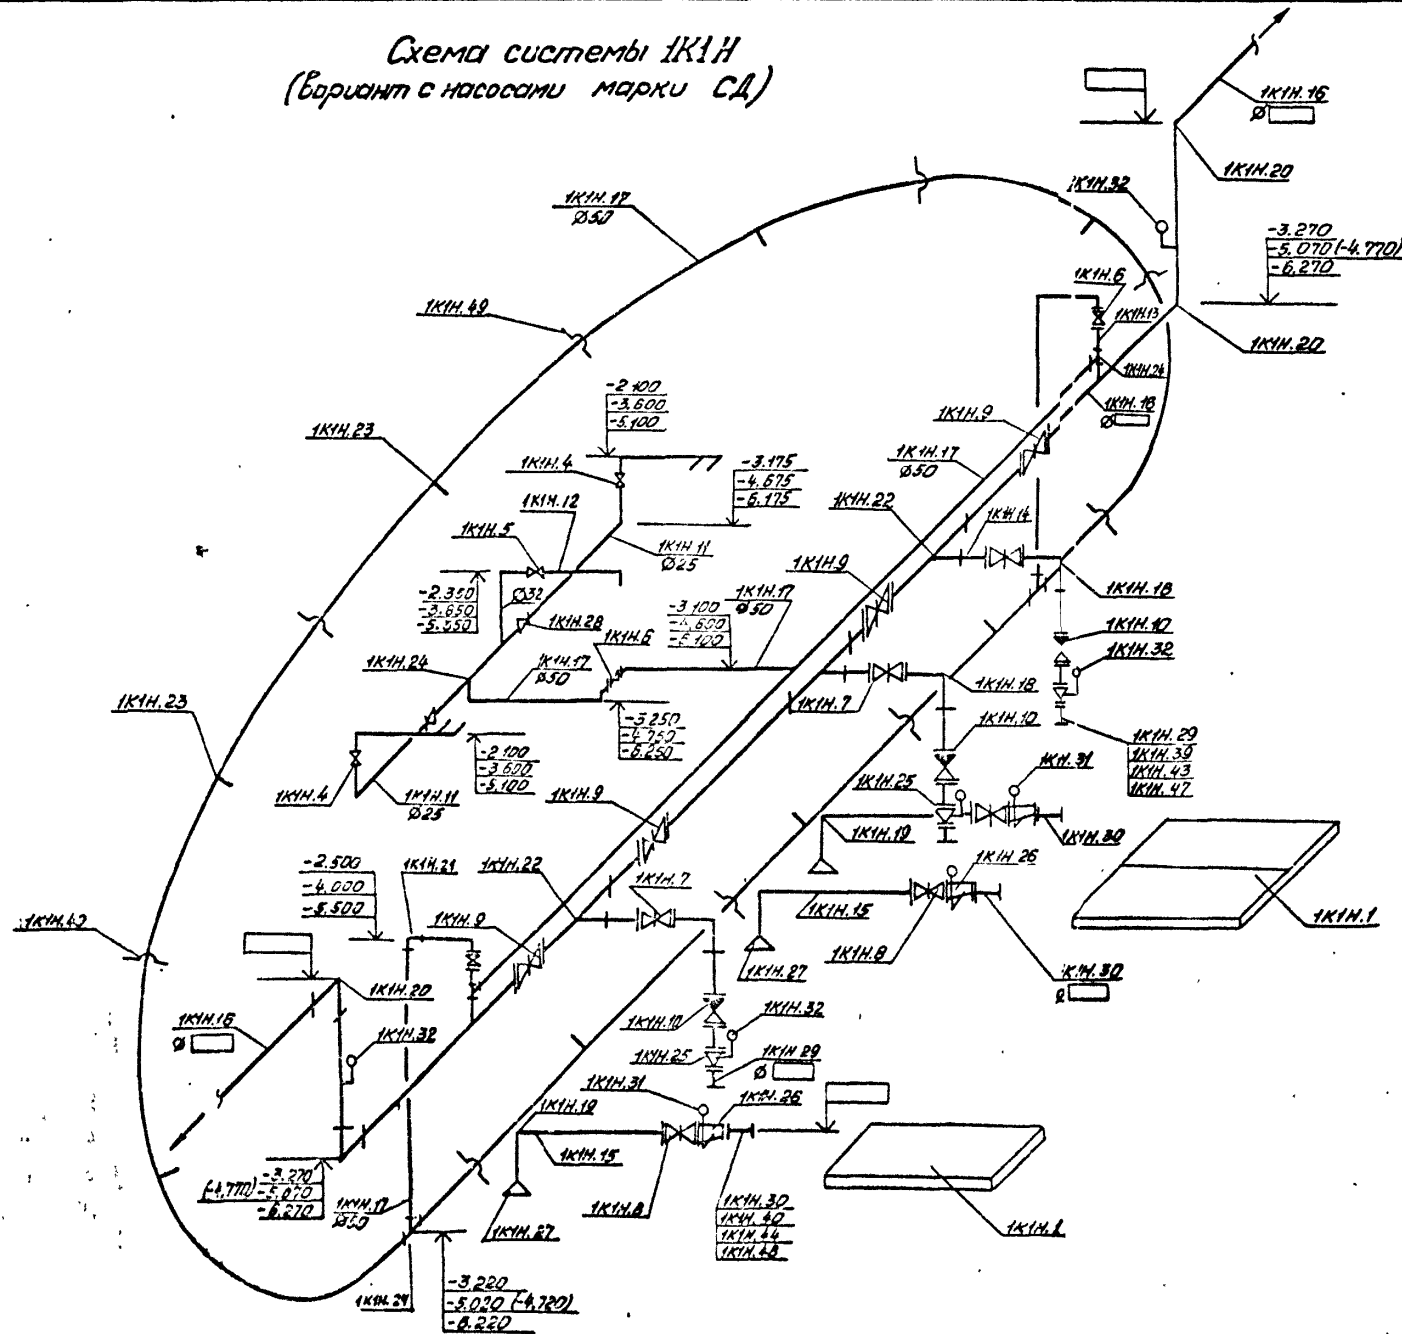 Схема системы 1К1Н
(Вариант с насосами марки СД)
1К1Н.16
Ø
1К1Н.20
1К1Н.32
1К1Н.17
Ø50
-3.270
-5.070(-4.770)
-6.270
1К1Н.6
1К1Н.49
1К1Н.13
1К1Н.20
1К1Н.24
-2.100
-3.600
-5.100
1К1Н.9
1К1Н.16
Ø
1К1Н.23
1К1Н.4
1К1Н.17
Ø50
-3.175
-4.675
-6.175
1К1Н.12
1К1Н.22
1К1Н.14
1К1Н.5
1К1Н.11
Ø25
1К1Н.9
-3.650
Ø32
1К1Н.17
Ø50
1К1Н.18
-3.100
-4.600
1К1Н.28
1К1Н.6
1К1Н.10
1К1Н.32
1К1Н.24
1К1Н.17
Ø50
1К1Н.18
1К1Н.23
1К1Н.7
1К1Н.10
-3.250
-4.750
-6.250
1К1Н.29
1К1Н.39
1К1Н.43
1К1Н.47
-2.100
-3.600
-5.100
1К1Н.4
1К1Н.11
Ø25
1К1Н.9
1К1Н.25
1К1Н.31
1К1Н.19
1К1Н.30
-2.500
-4.000
-5.500
1К1Н.21
1К1Н.22
1К1Н.7
1К1Н.26
1К1Н.15
1К1Н.1
1К1Н.9
1К1Н.8
1К1Н.27
1К1Н.30
Ø
1К1Н.20
1К1Н.16
Ø
1К1Н.32
1К1Н.10
1К1Н.32
1К1Н.25
1К1Н.29
Ø
1К1Н.31
1К1Н.26
1К1Н.19
1К1Н.15
(-4.770)
-3.270
-5.070
-6.270
1К1Н.17
1К1Н.27
1К1Н.8
1К1Н.30
1К1Н.40
1К1Н.44
1К1Н.48
-3.220
-5.020 (-4.720)
-6.220